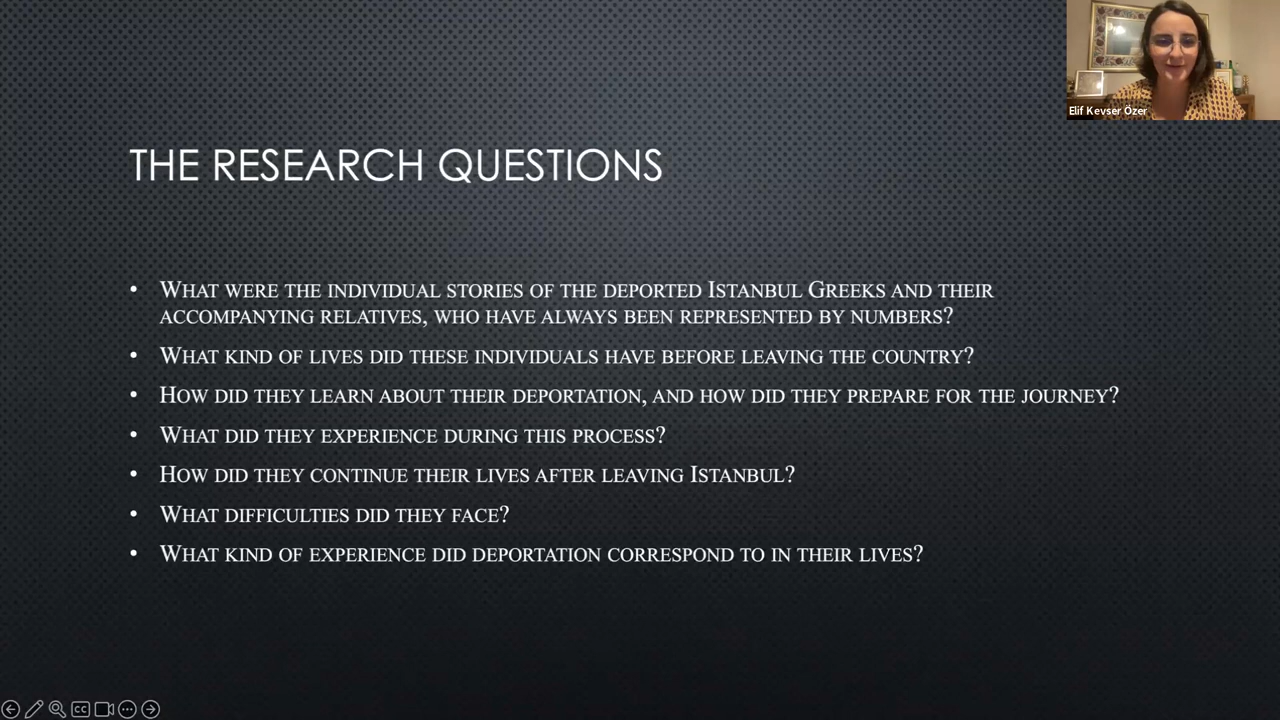 Elif Kevser Özer
THE RESEARCH QUESTIONS
• WHAT WERE THE INDIVIDUAL STORIES OF THE DEPORTED ISTANBUL GREEKS AND THEIR
ACCOMPANYING RELATIVES, WHO HAVE ALWAYS BEEN REPRESENTED BY NUMBERS?
• WHAT KIND OF LIVES DID THESE INDIVIDUALS HAVE BEFORE LEAVING THE COUNTRY?
• HOW DID THEY LEARN ABOUT THEIR DEPORTATION, AND HOW DID THEY PREPARE FOR THE JOURNEY?
• WHAT DID THEY EXPERIENCE DURING THIS PROCESS?
• HOW DID THEY CONTINUE THEIR LIVES AFTER LEAVING ISTANBUL?
• WHAT DIFFICULTIES DID THEY FACE?
• WHAT KIND OF EXPERIENCE DID DEPORTATION CORRESPOND TO IN THEIR LIVES?
CC